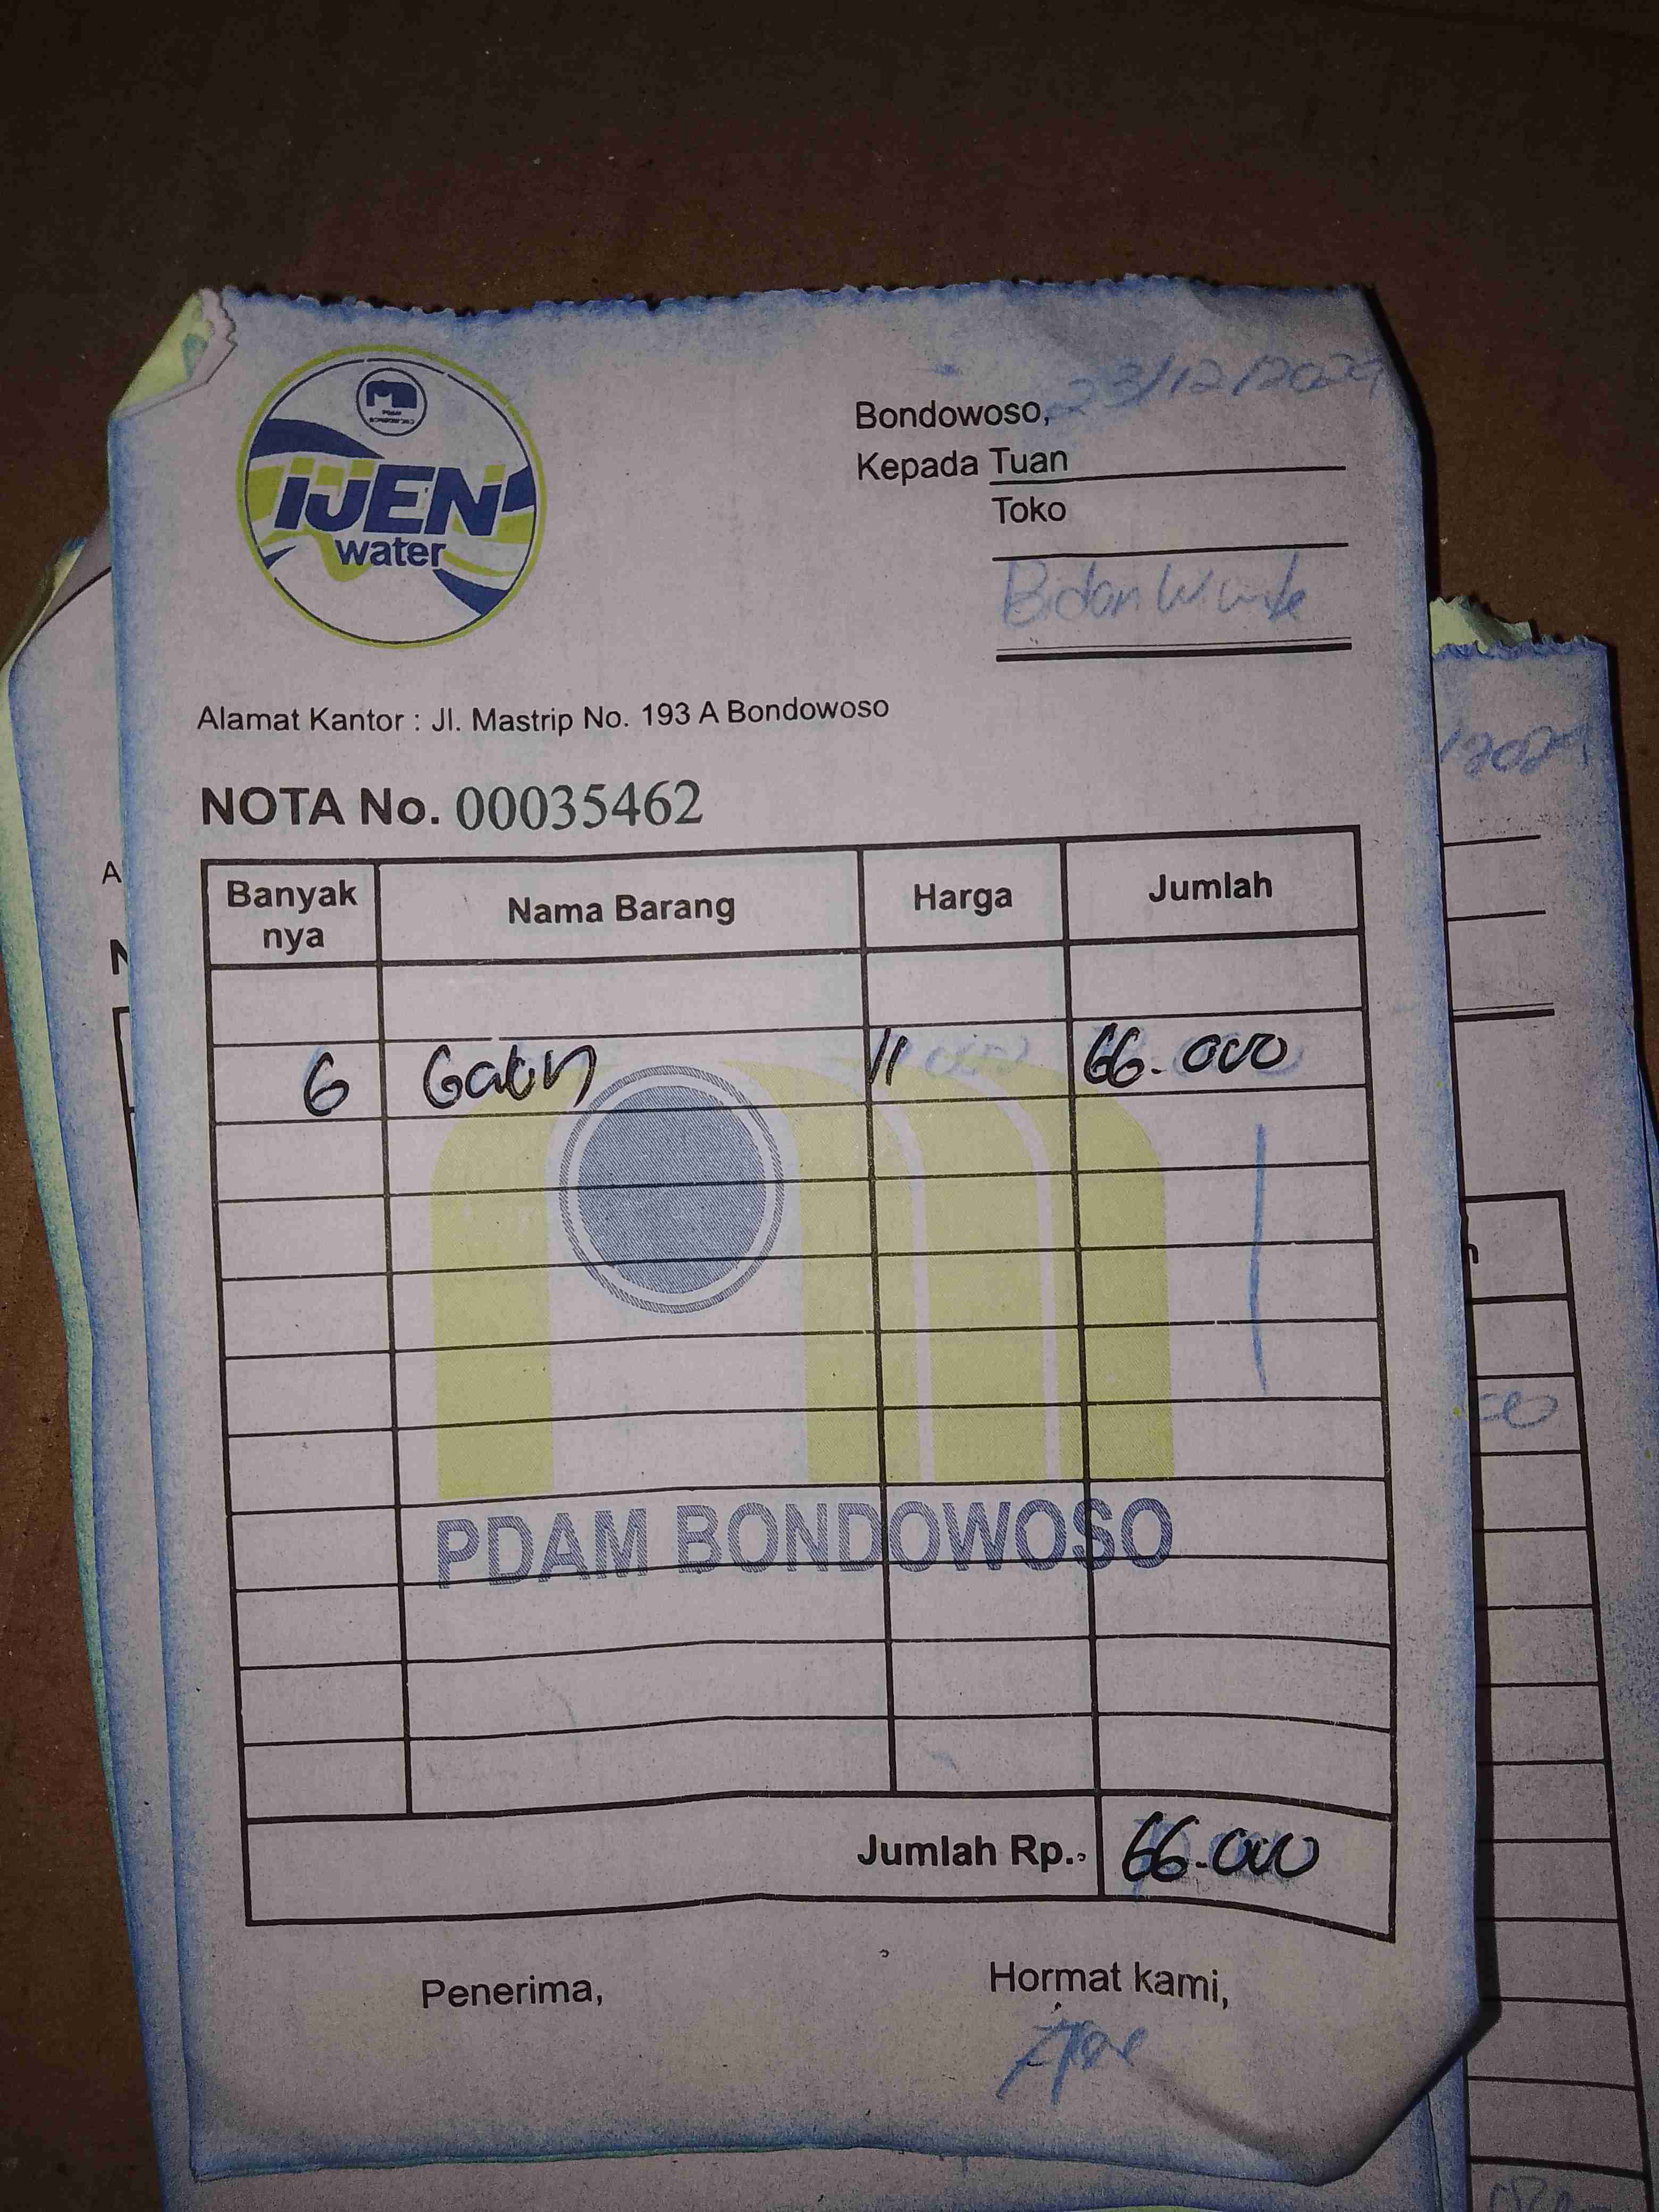 IJEN
water
Bondowoso, 23/12/2024
Kepada Tuan
Toko
Bidan
Alamat Kantor : Jl. Mastrip No. 193 A Bondowoso
NOTA No. 00035462
Banyak nya Nama Barang Harga Jumlah
6 Galon 11.000 66.000
PDAM BONDOWOSO
Jumlah Rp. 66.000
Penerima, Hormat kami,